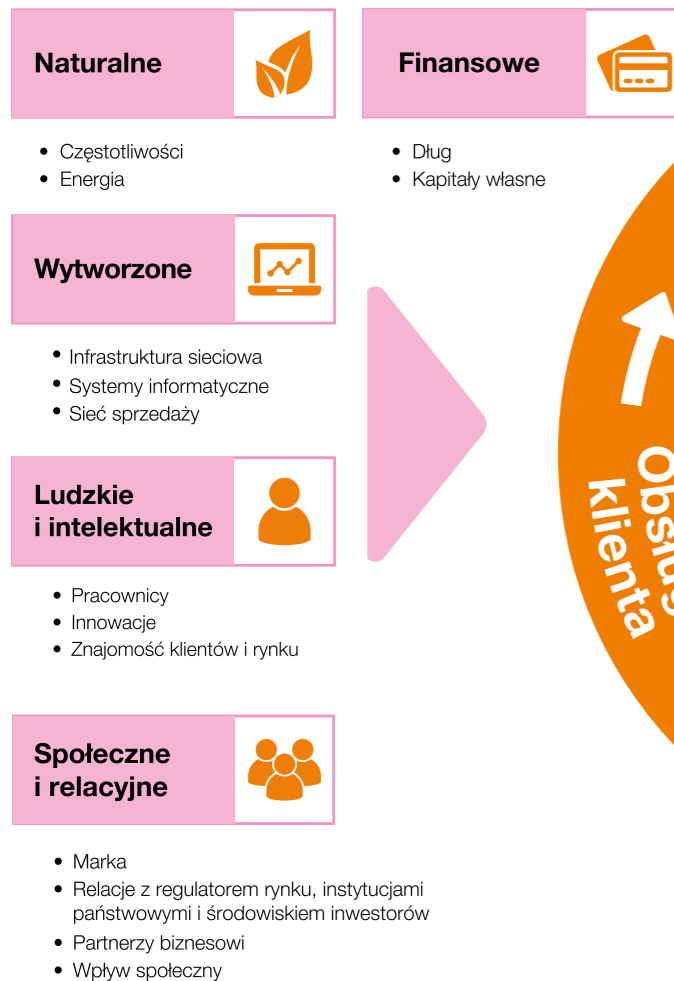 Naturalne
• Częstotliwości
• Energia
Finansowe
• Dług
• Kapitały własne
Wytworzone
• Infrastruktura sieciowa
• Systemy informatyczne
• Sieć sprzedaży
Ludzkie
i intelektualne
• Pracownicy
• Innowacje
• Znajomość klientów i rynku
Społeczne
i relacyjne
• Marka
• Relacje z regulatorem rynku, instytucjami
państwowymi i środowiskiem inwestorów
• Partnerzy biznesowi
• Wpływ społeczny
klienta